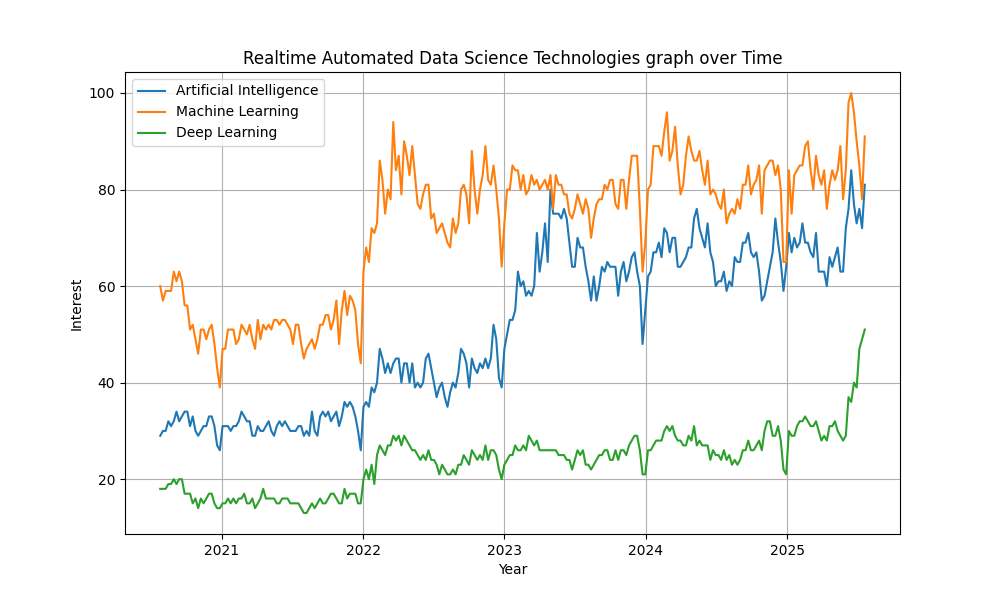 Realtime Automated Data Science Technologies graph over Time
Artificial Intelligence
Machine Learning
Deep Learning
100
80
60
40
20
Interest
2021 2022 2023 2024 2025
Year